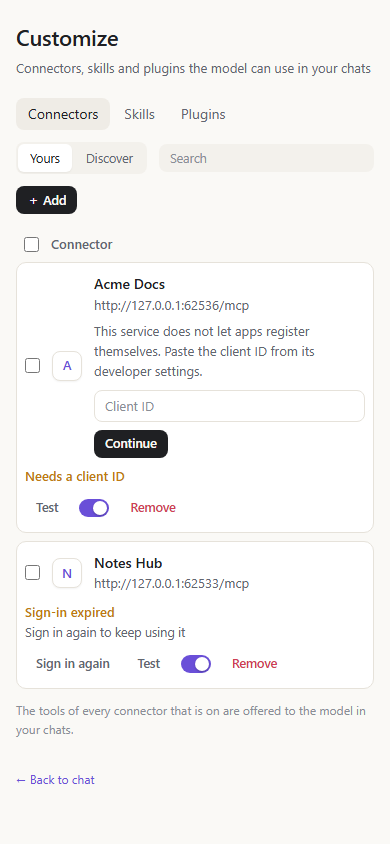 Customize
Connectors, skills and plugins the model can use in your chats
Connectors Skills Plugins
Yours Discover Search
+ Add
Connector
Acme Docs
http://127.0.0.1:62536/mcp
This service does not let apps register
themselves. Paste the client ID from its
developer settings.
A
Client ID
Continue
Needs a client ID
Test Remove
Notes Hub
N
http://127.0.0.1:62533/mcp
Sign-in expired
Sign in again to keep using it
Sign in again Test Remove
The tools of every connector that is on are offered to the model in
your chats.
← Back to chat